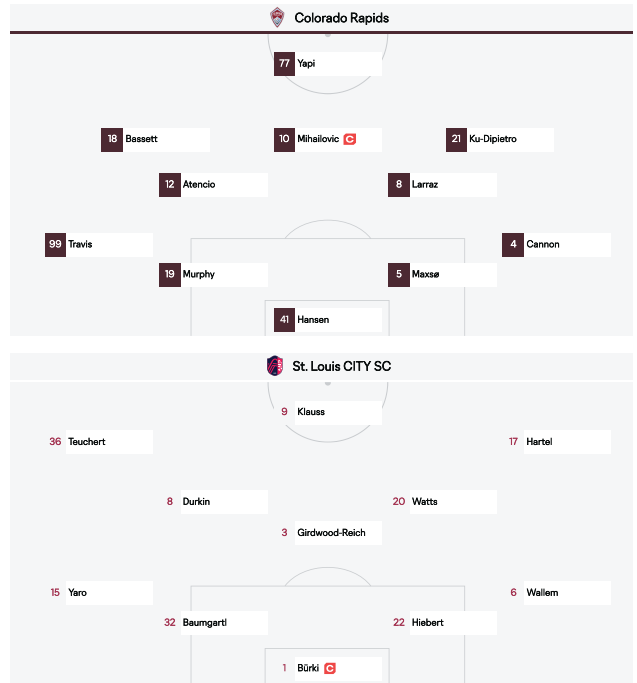 Colorado Rapids
77 Yapi
18 Bassett 10 Mihailovic C 21 Ku-Dipietro
12 Atencio 8 Larraz
99 Travis 4 Cannon
19 Murphy 5 Maxsø
41 Hansen
St. Louis CITY SC
9 Klauss
36 Teuchert 17 Hartel
8 Durkin 20 Watts
3 Girdwood-Reich
15 Yaro 6 Wallem
32 Baumgartl 22 Hiebert
1 Bürki C